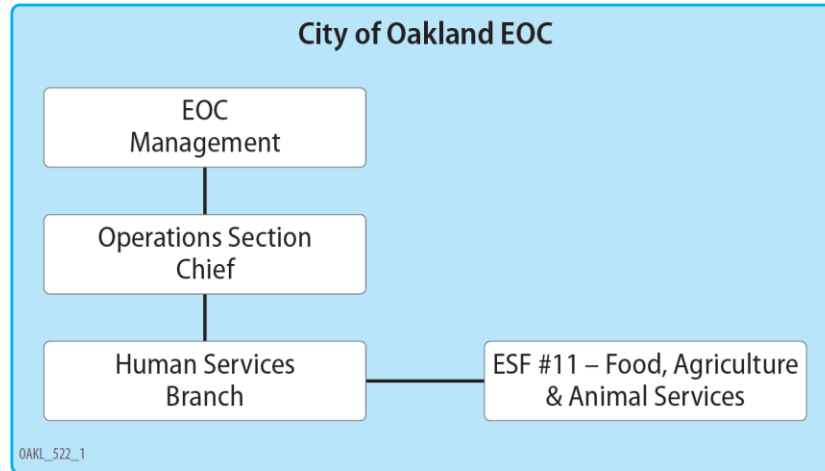 City of Oakland EOC
EOC
Management
Operations Section
Chief
Human Services
Branch
ESF #11 – Food, Agriculture
& Animal Services
OAKL_522_1